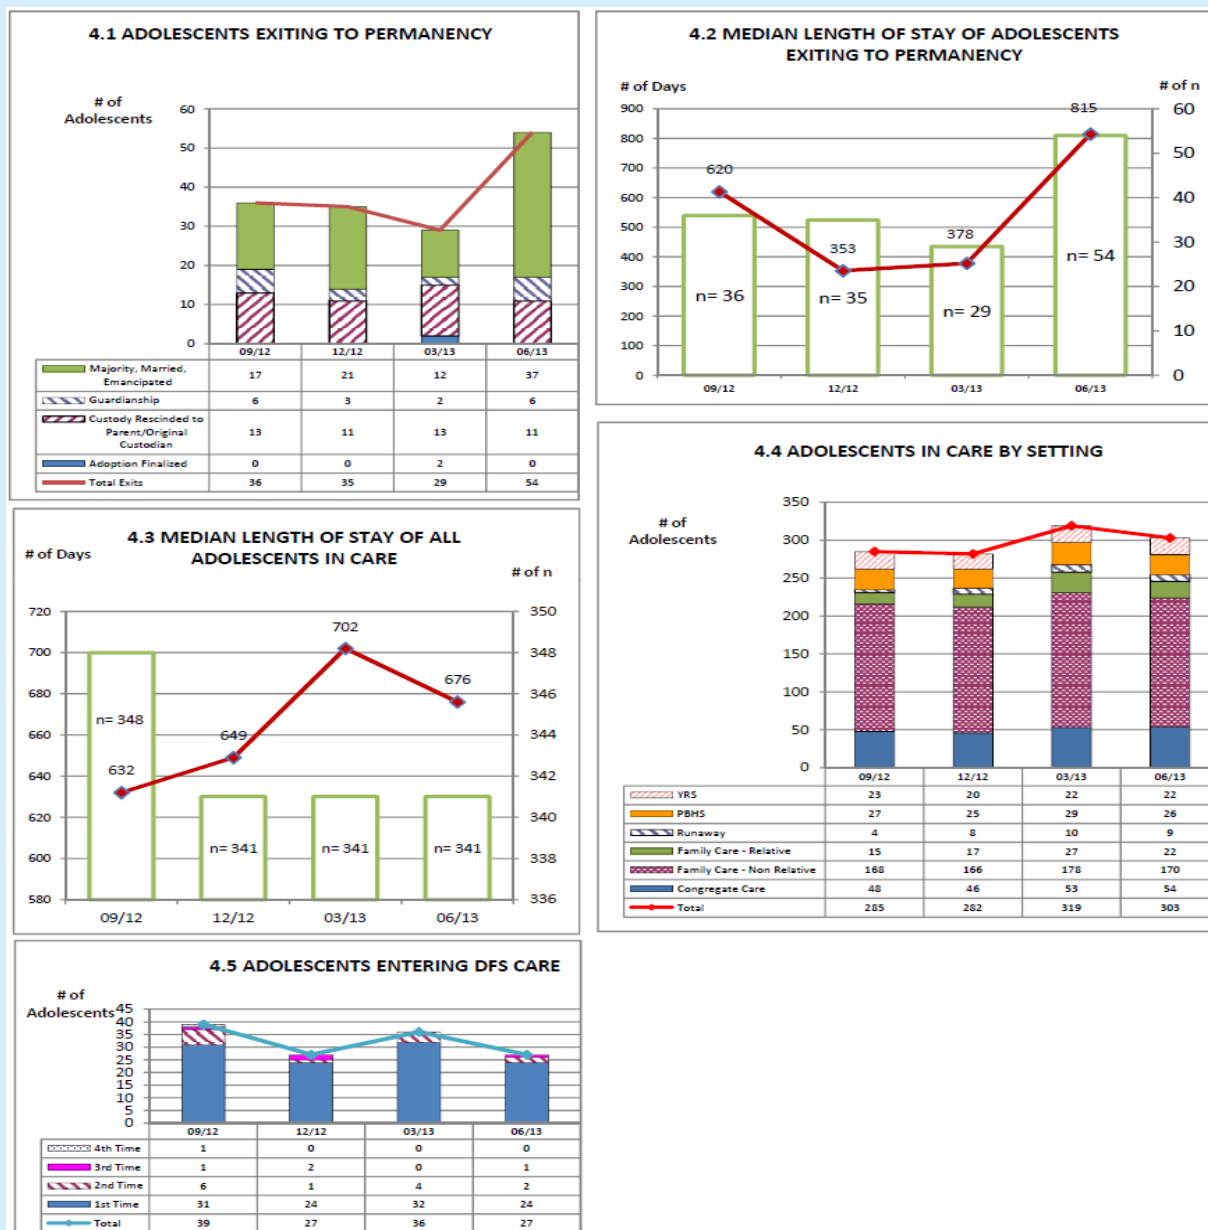 4.1 ADOLESCENTS EXITING TO PERMANENCY
# of
Adolescents
60
50
40
30
20
10
0
09/12 12/12 03/13 06/13
Majority, Married,
Emancipated 17 21 12 37
Guardianship 6 3 2 6
Custody Rescinded to
Parent/Original
Custodian 13 11 13 11
Adoption Finalized 0 0 2 0
Total Exits 36 35 29 54
4.2 MEDIAN LENGTH OF STAY OF ADOLESCENTS
EXITING TO PERMANENCY
# of Days # of n
900 60
800
700 50
600 40
500
400 30
300 20
200
100 10
0 0
620 353 378 815
n= 36 n= 35 n= 29 n= 54
09/12 12/12 03/13 06/13
4.3 MEDIAN LENGTH OF STAY OF ALL
ADOLESCENTS IN CARE
# of Days # of n
720 350
700 348
680 346
660 344
640 342
620 340
600 338
580 336
632 649 702 676
n= 348 n= 341 n= 341 n= 341
09/12 12/12 03/13 06/13
4.4 ADOLESCENTS IN CARE BY SETTING
# of
Adolescents
350
300
250
200
150
100
50
0
09/12 12/12 03/13 06/13
YRS 23 20 22 22
PBHS 27 25 29 26
Runaway 4 8 10 9
Family Care - Relative 15 17 27 22
Family Care - Non Relative 168 166 178 170
Congregate Care 48 46 53 54
Total 285 282 319 303
4.5 ADOLESCENTS ENTERING DFS CARE
# of
Adolescents
45
40
35
30
25
20
15
10
5
0
09/12 12/12 03/13 06/13
4th Time 1 0 0 0
3rd Time 1 2 0 1
2nd Time 6 1 4 2
1st Time 31 24 32 24
Total 39 27 36 27